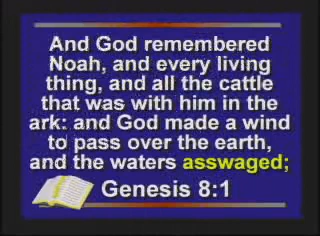 And God remembered
Noah, and every living
thing, and all the cattle
that was with him in the
ark: and God made a wind
to pass over the earth,
and the waters asswaged;
Genesis 8:1